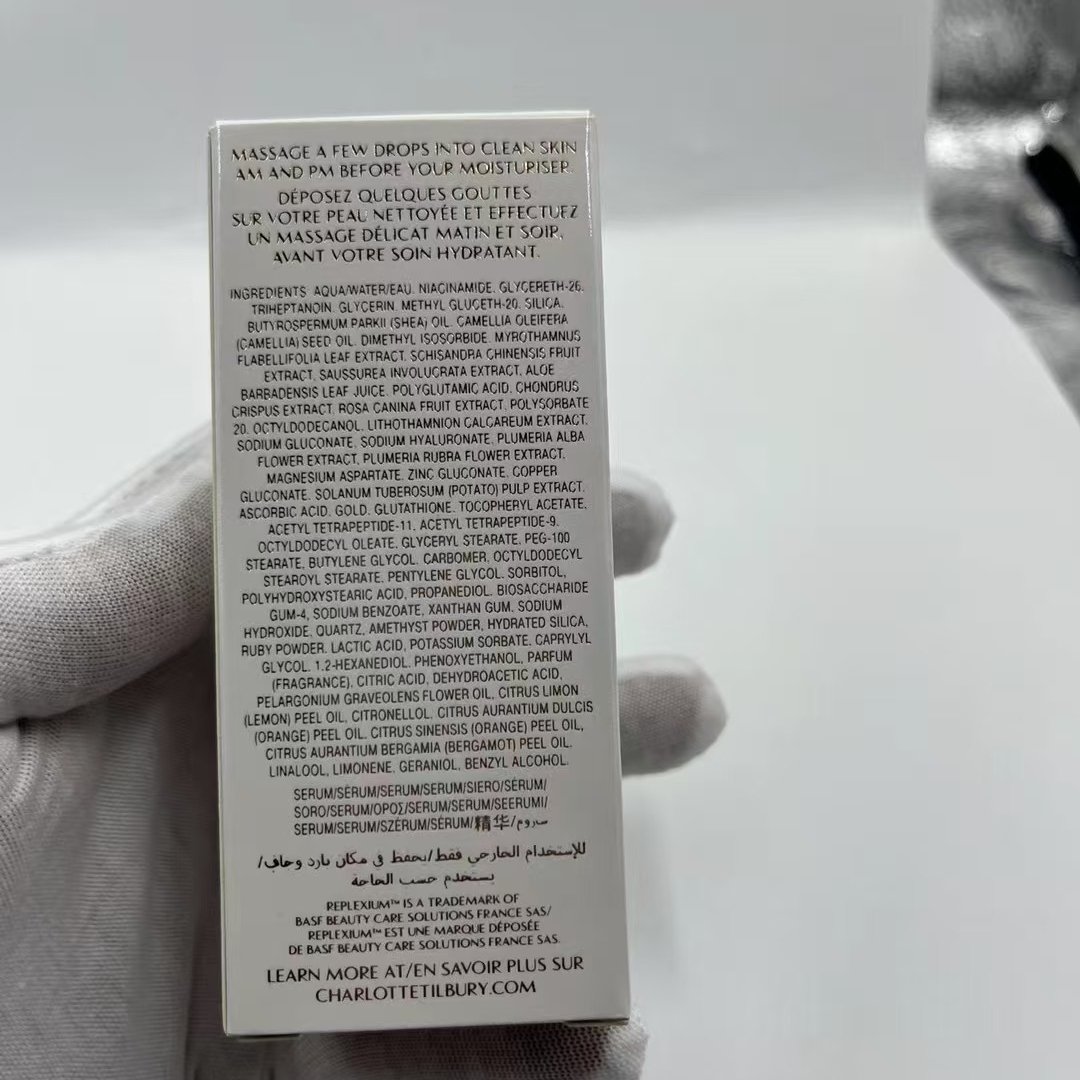 MASSAGE A FEW DROPS INTO CLEAN SKIN
AM AND PM BEFORE YOUR MOISTURISER.
DÉPOSEZ QUELQUES GOUTTES
SUR VOTRE PEAU NETTOYÉE ET EFFECTUEZ
UN MASSAGE DÉLICAT MATIN ET SOIR,
AVANT VOTRE SOIN HYDRATANT.
INGREDIENTS: AQUA/WATER/EAU, NIACINAMIDE, GLYCERETH-26,
TRIHEPTANOIN, GLYCERIN, METHYL GLUCETH-20, SILICA,
BUTYROSPERMUM PARKII (SHEA) OIL, CAMELLIA OLEIFERA
(CAMELLIA) SEED OIL, DIMETHYL ISOSORBIDE, MYROTHAMNUS
FLABELLIFOLIA LEAF EXTRACT, SCHISANDRA CHINENSIS FRUIT
EXTRACT, SAUSSUREA INVOLUCRATA EXTRACT, ALOE
BARBADENSIS LEAF JUICE, POLYGLUTAMIC ACID, CHONDRUS
CRISPUS EXTRACT, ROSA CANINA FRUIT EXTRACT, POLYSORBATE
20, OCTYLDODECANOL, LITHOTHAMNION CALCAREUM EXTRACT,
SODIUM GLUCONATE, SODIUM HYALURONATE, PLUMERIA ALBA
FLOWER EXTRACT, PLUMERIA RUBRA FLOWER EXTRACT,
MAGNESIUM ASPARTATE, ZINC GLUCONATE, COPPER
GLUCONATE, SOLANUM TUBEROSUM (POTATO) PULP EXTRACT,
ASCORBIC ACID, GOLD, GLUTATHIONE, TOCOPHERYL ACETATE,
ACETYL TETRAPEPTIDE-11, ACETYL TETRAPEPTIDE-9,
OCTYLDODECYL OLEATE, GLYCERYL STEARATE, PEG-100
STEARATE, BUTYLENE GLYCOL, CARBOMER, OCTYLDODECYL
STEAROYL STEARATE, PENTYLENE GLYCOL, SORBITOL,
POLYHYDROXYSTEARIC ACID, PROPANEDIOL, BIOSACCHARIDE
GUM-4, SODIUM BENZOATE, XANTHAN GUM, SODIUM
HYDROXIDE, QUARTZ, AMETHYST POWDER, HYDRATED SILICA,
RUBY POWDER, LACTIC ACID, POTASSIUM SORBATE, CAPRYLYL
GLYCOL, 1,2-HEXANEDIOL, PHENOXYETHANOL, PARFUM
(FRAGRANCE), CITRIC ACID, DEHYDROACETIC ACID,
PELARGONIUM GRAVEOLENS FLOWER OIL, CITRUS LIMON
(LEMON) PEEL OIL, CITRONELLOL, CITRUS AURANTIUM DULCIS
(ORANGE) PEEL OIL, CITRUS SINENSIS (ORANGE) PEEL OIL,
CITRUS AURANTIUM BERGAMIA (BERGAMOT) PEEL OIL,
LINALOOL, LIMONENE, GERANIOL, BENZYL ALCOHOL.
SERUM/SÉRUM/SERUM/SERUM/SIERO/SÉRUM/
SORO/SERUM/ΟΡΟΣ/SERUM/SERUM/SEERUMI/
SERUM/SERUM/SZÉRUM/SÉRUM/精华/سيروم
للإستخدام الخارجي فقط/يحفظ في مكان بارد وجاف/
يستخدم حسب الحاجة
REPLEXIUM™ IS A TRADEMARK OF
BASF BEAUTY CARE SOLUTIONS FRANCE SAS/
REPLEXIUM™ EST UNE MARQUE DÉPOSÉE
DE BASF BEAUTY CARE SOLUTIONS FRANCE SAS.
LEARN MORE AT/EN SAVOIR PLUS SUR
CHARLOTTETILBURY.COM